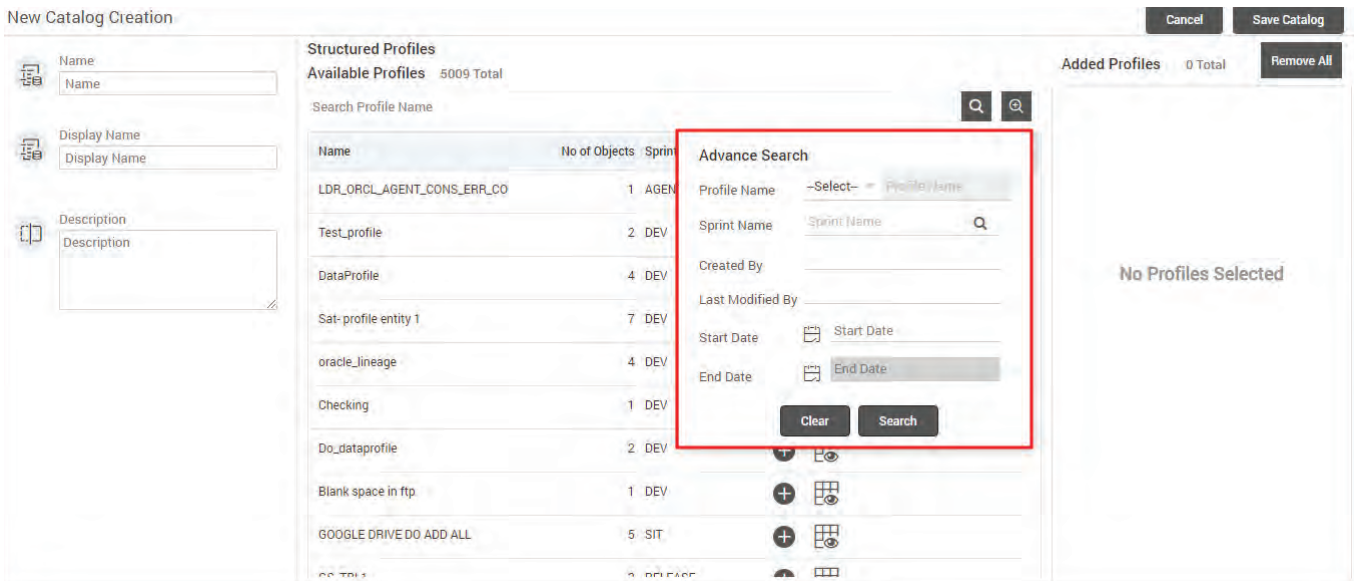 New Catalog Creation
Cancel
Save Catalog
Name
Name
Display Name
Display Name
Description
Description
Structured Profiles
Available Profiles 5009 Total
Search Profile Name
Name No of Objects Sprint
LDR_ORCL_AGENT_CONS_ERR_CO 1 AGEN
Test_profile 2 DEV
DataProfile 4 DEV
Sat- profile entity 1 7 DEV
oracle_lineage 4 DEV
Checking 1 DEV
Do_dataprofile 2 DEV
Blank space in ftp 1 DEV
GOOGLE DRIVE DO ADD ALL 5 SIT
Advance Search
Profile Name --Select-- Profile Name
Sprint Name Sprint Name
Created By
Last Modified By
Start Date Start Date
End Date End Date
Clear Search
Added Profiles 0 Total Remove All
No Profiles Selected